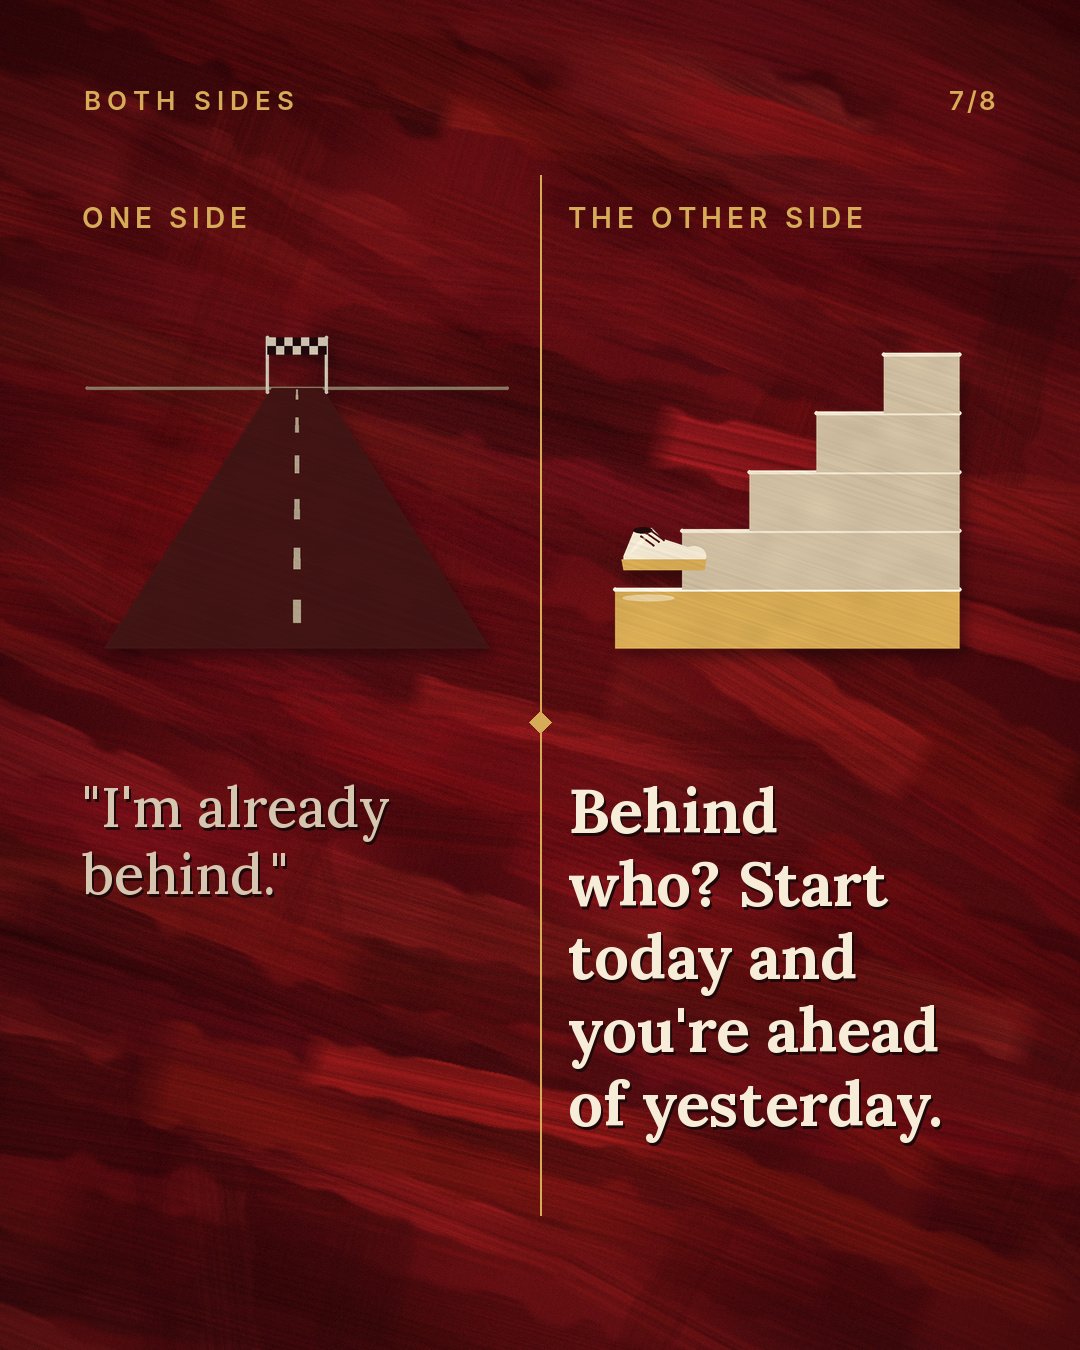 BOTH SIDES
7/8
ONE SIDE
THE OTHER SIDE
"I'm already
behind."
Behind
who? Start
today and
you're ahead
of yesterday.